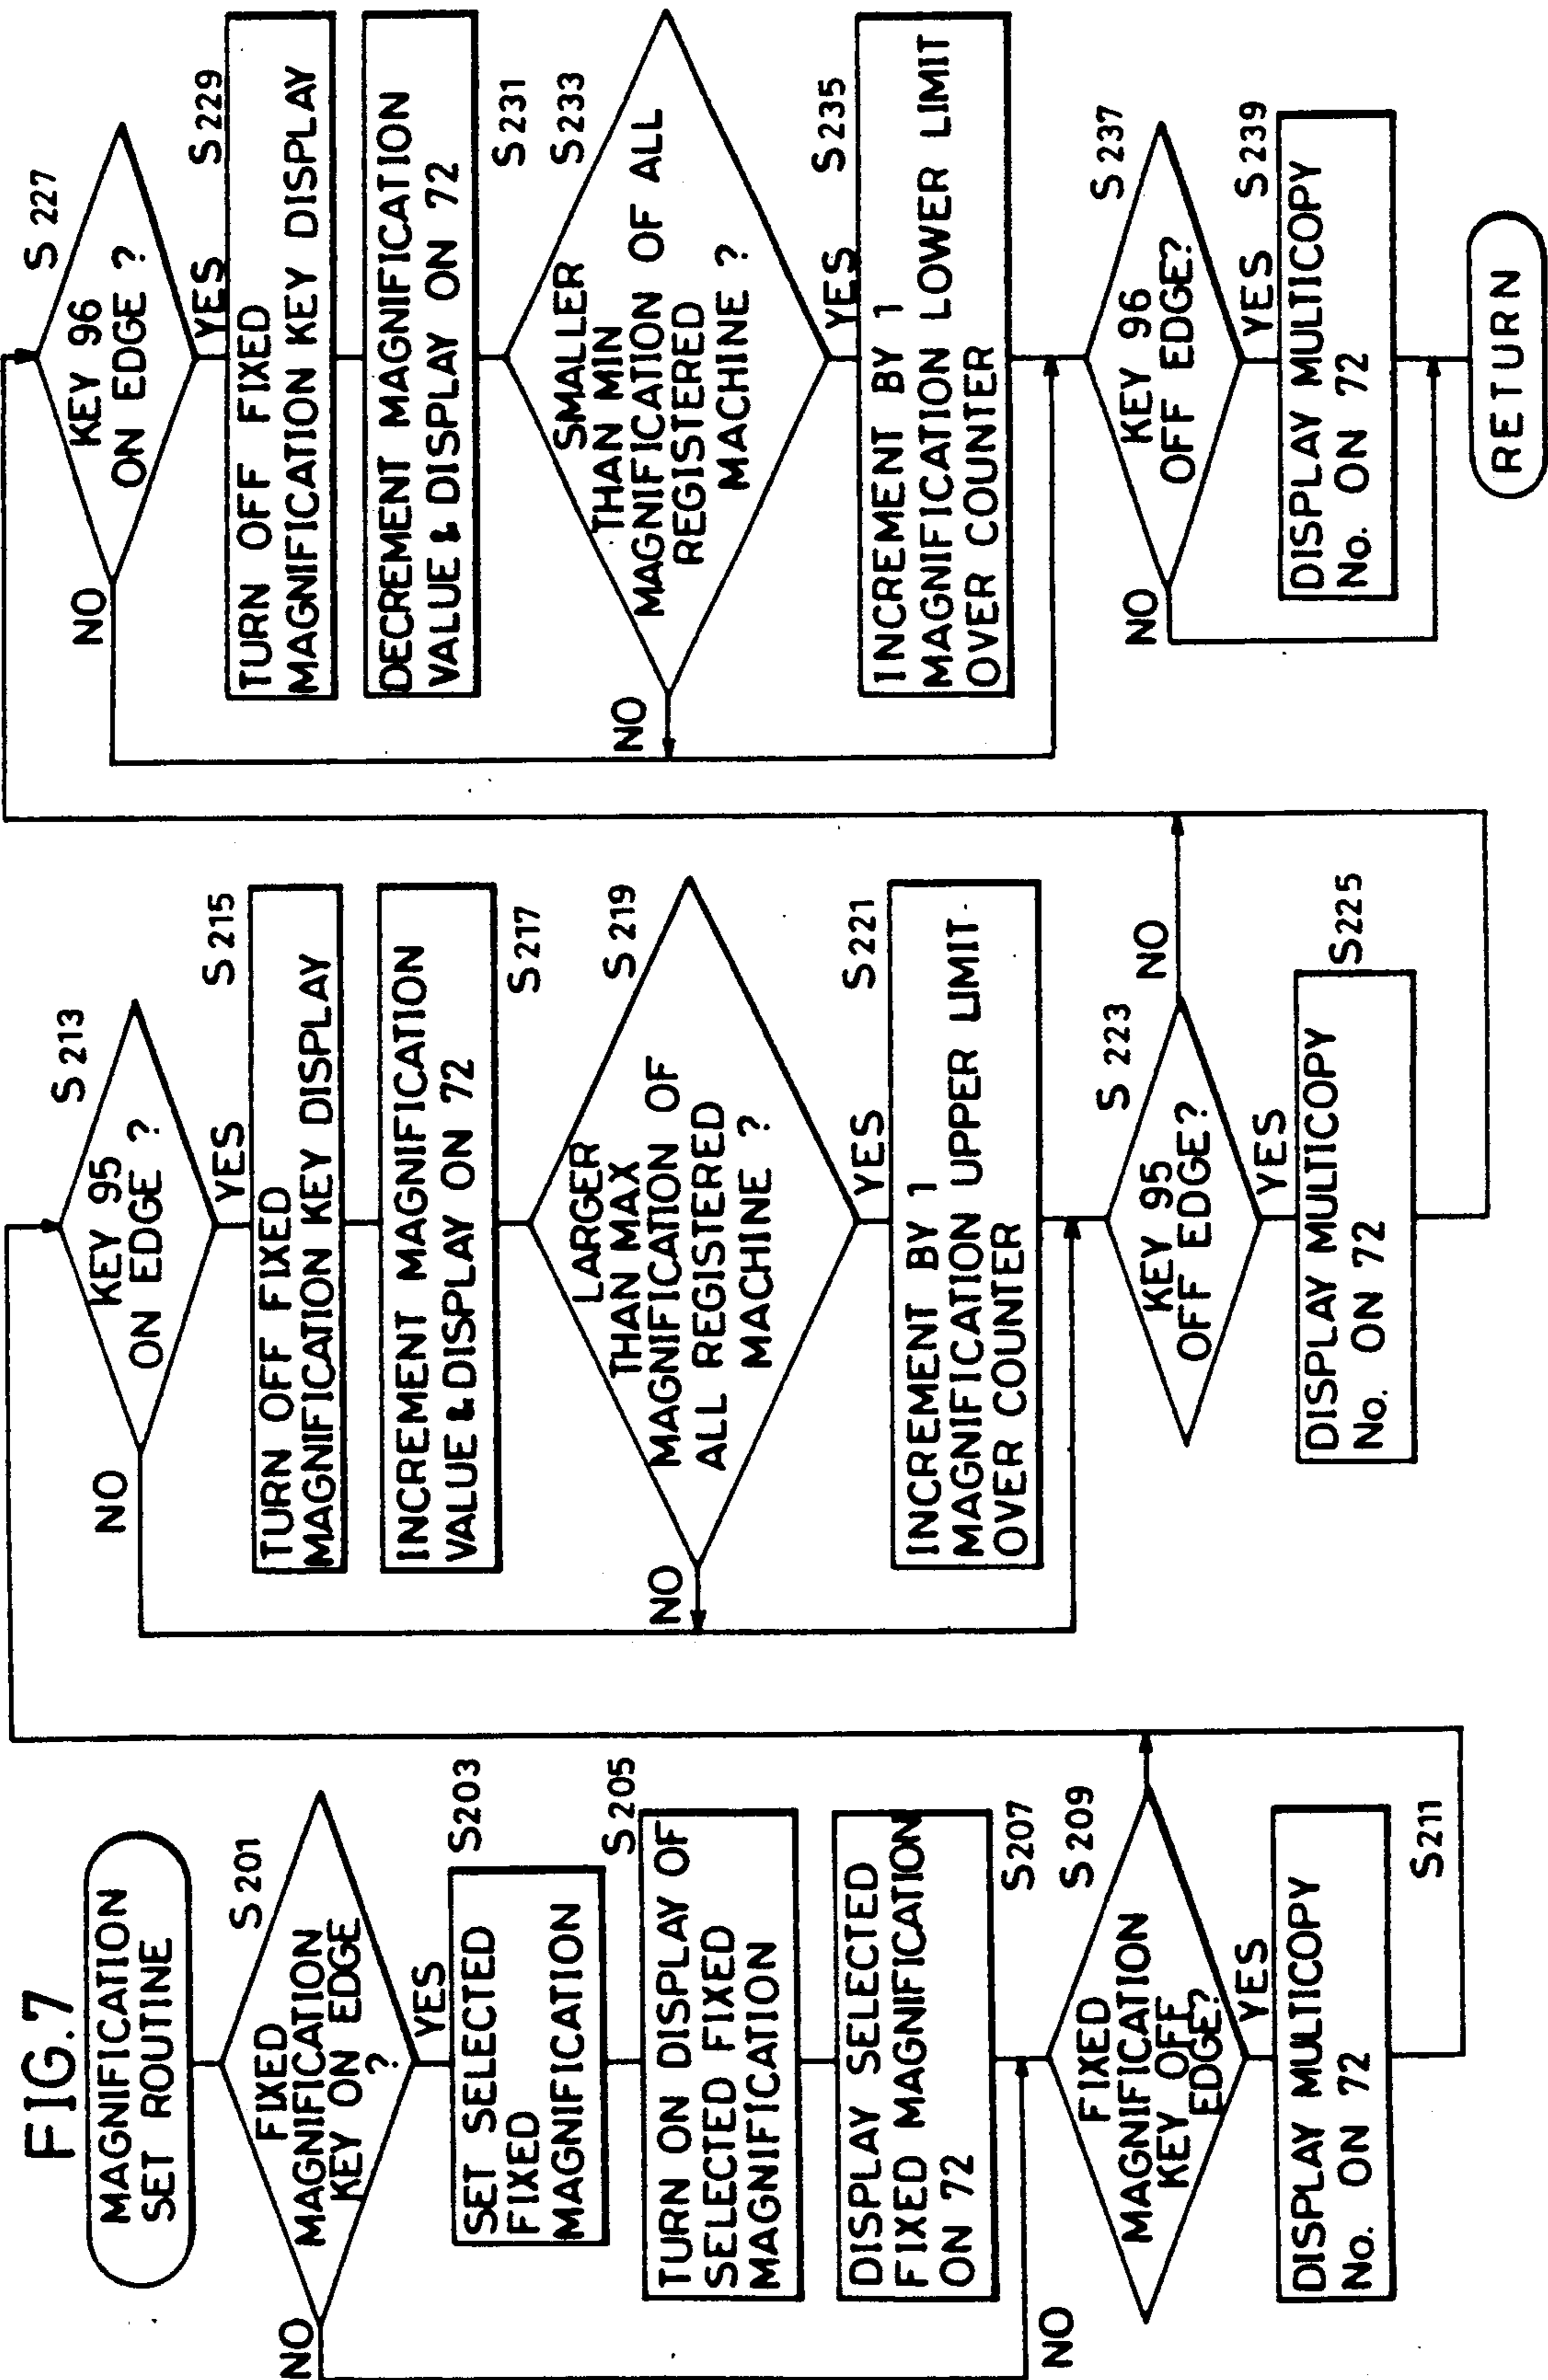 FIG.7
MAGNIFICATION
SET ROUTINE
S201
FIXED
MAGNIFICATION
KEY ON EDGE
?
NO
YES
S203
SET SELECTED
FIXED
MAGNIFICATION
S205
TURN ON DISPLAY OF
SELECTED FIXED
MAGNIFICATION
DISPLAY SELECTED
FIXED MAGNIFICATION
ON 72
S207
S209
FIXED
MAGNIFICATION
KEY OFF
EDGE?
NO
YES
DISPLAY MULTICOPY
No. ON 72
S211
S213
KEY 95
ON EDGE ?
NO
YES
S215
TURN OFF FIXED
MAGNIFICATION KEY DISPLAY
INCREMENT MAGNIFICATION
VALUE & DISPLAY ON 72
S217
S219
LARGER
THAN MAX
MAGNIFICATION OF
ALL REGISTERED
MACHINE ?
NO
YES
S221
INCREMENT BY 1
MAGNIFICATION UPPER LIMIT
OVER COUNTER
S223
KEY 95
OFF EDGE?
NO
YES
S225
DISPLAY MULTICOPY
No. ON 72
S227
KEY 96
ON EDGE ?
NO
YES
S229
TURN OFF FIXED
MAGNIFICATION KEY DISPLAY
DECREMENT MAGNIFICATION
VALUE & DISPLAY ON 72
S231
S233
SMALLER
THAN MIN
MAGNIFICATION OF ALL
REGISTERED
MACHINE ?
NO
YES
S235
INCREMENT BY 1
MAGNIFICATION LOWER LIMIT
OVER COUNTER
S237
KEY 96
OFF EDGE?
NO
YES
S239
DISPLAY MULTICOPY
No. ON 72
RETURN